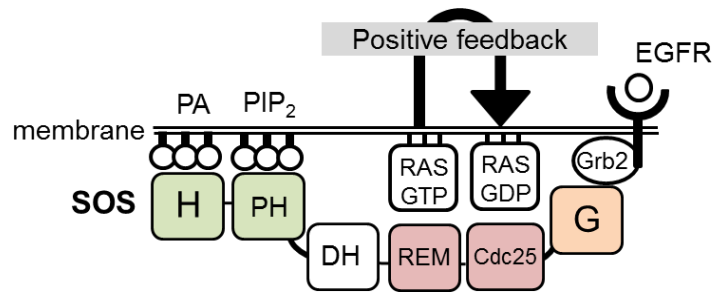 Positive feedback
EGFR
PA
PIP₂
membrane
RAS
GTP
RAS
GDP
Grb2
SOS
H
PH
G
DH
REM
Cdc25